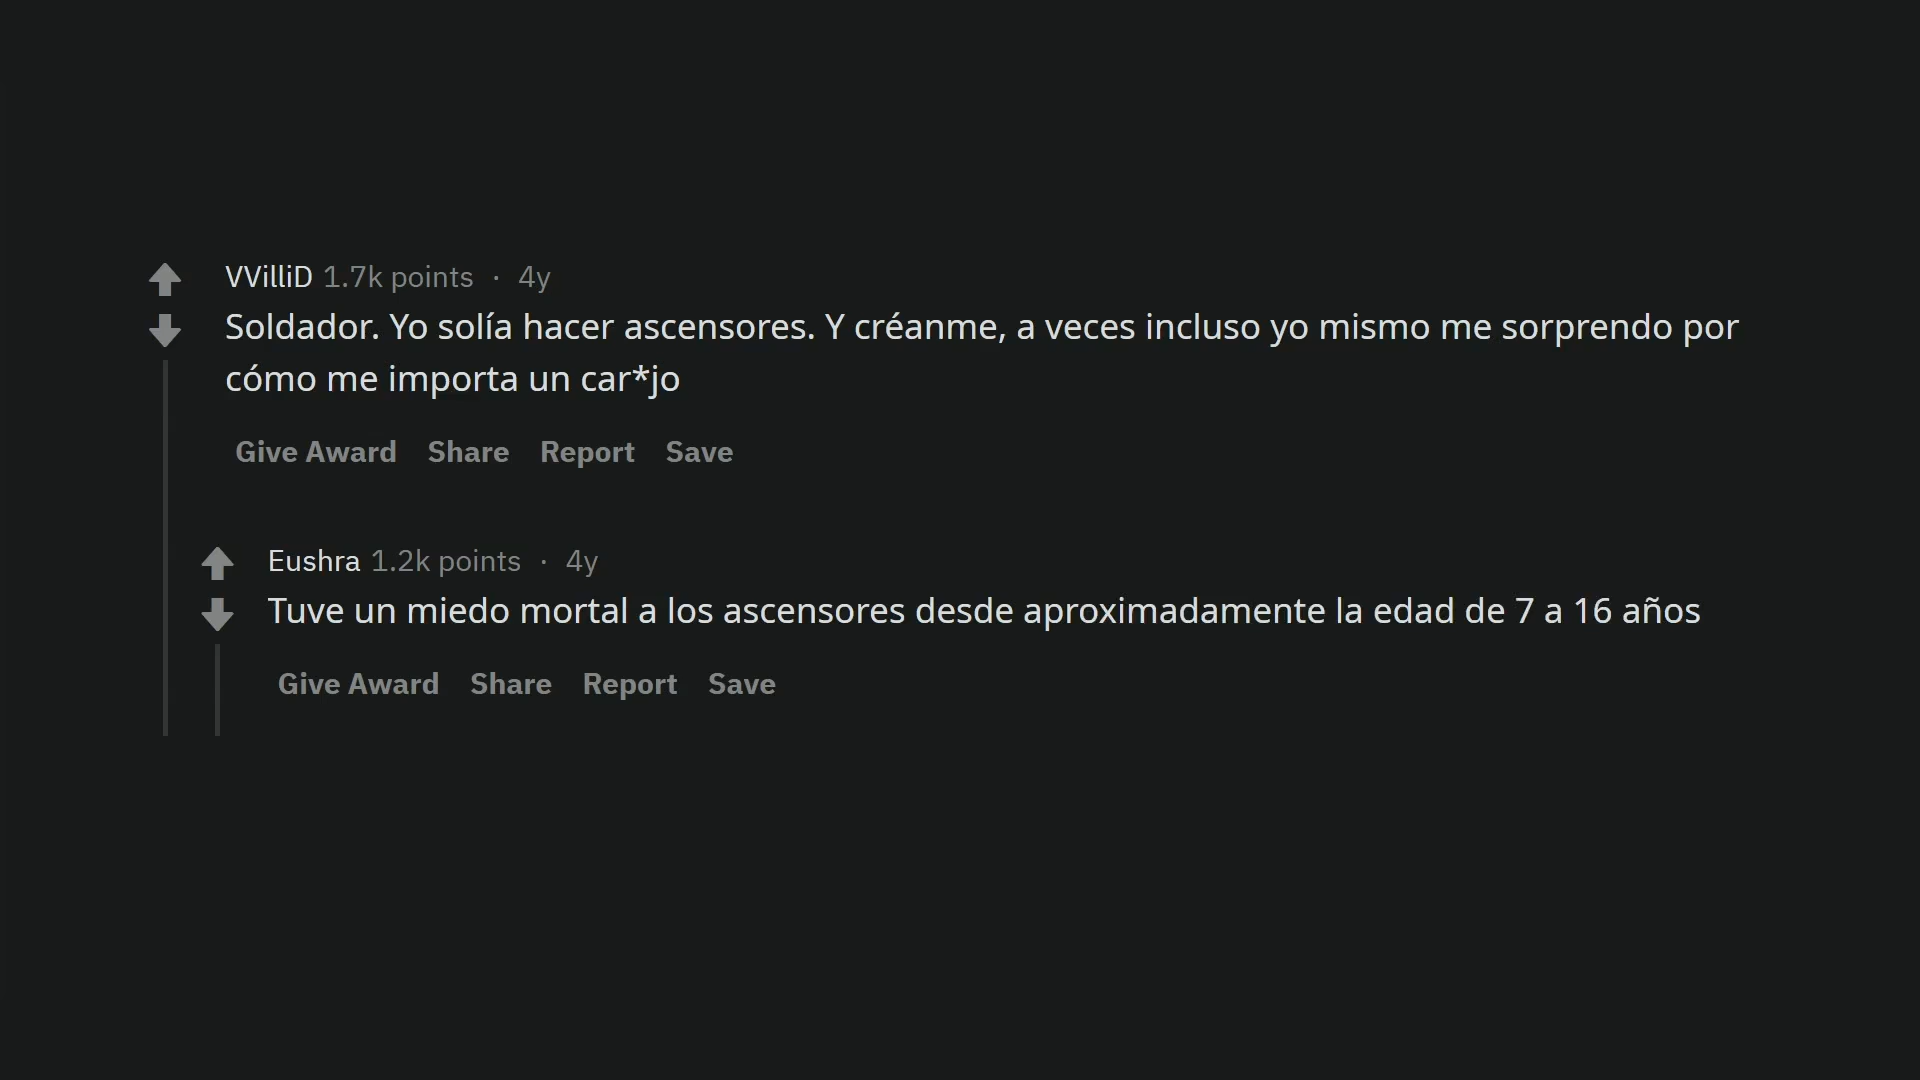 VVilliD 1.7k points · 4y
Soldador. Yo solía hacer ascensores. Y créanme, a veces incluso yo mismo me sorprendo por
cómo me importa un car*jo
Give Award Share Report Save
Eushra 1.2k points · 4y
Tuve un miedo mortal a los ascensores desde aproximadamente la edad de 7 a 16 años
Give Award Share Report Save